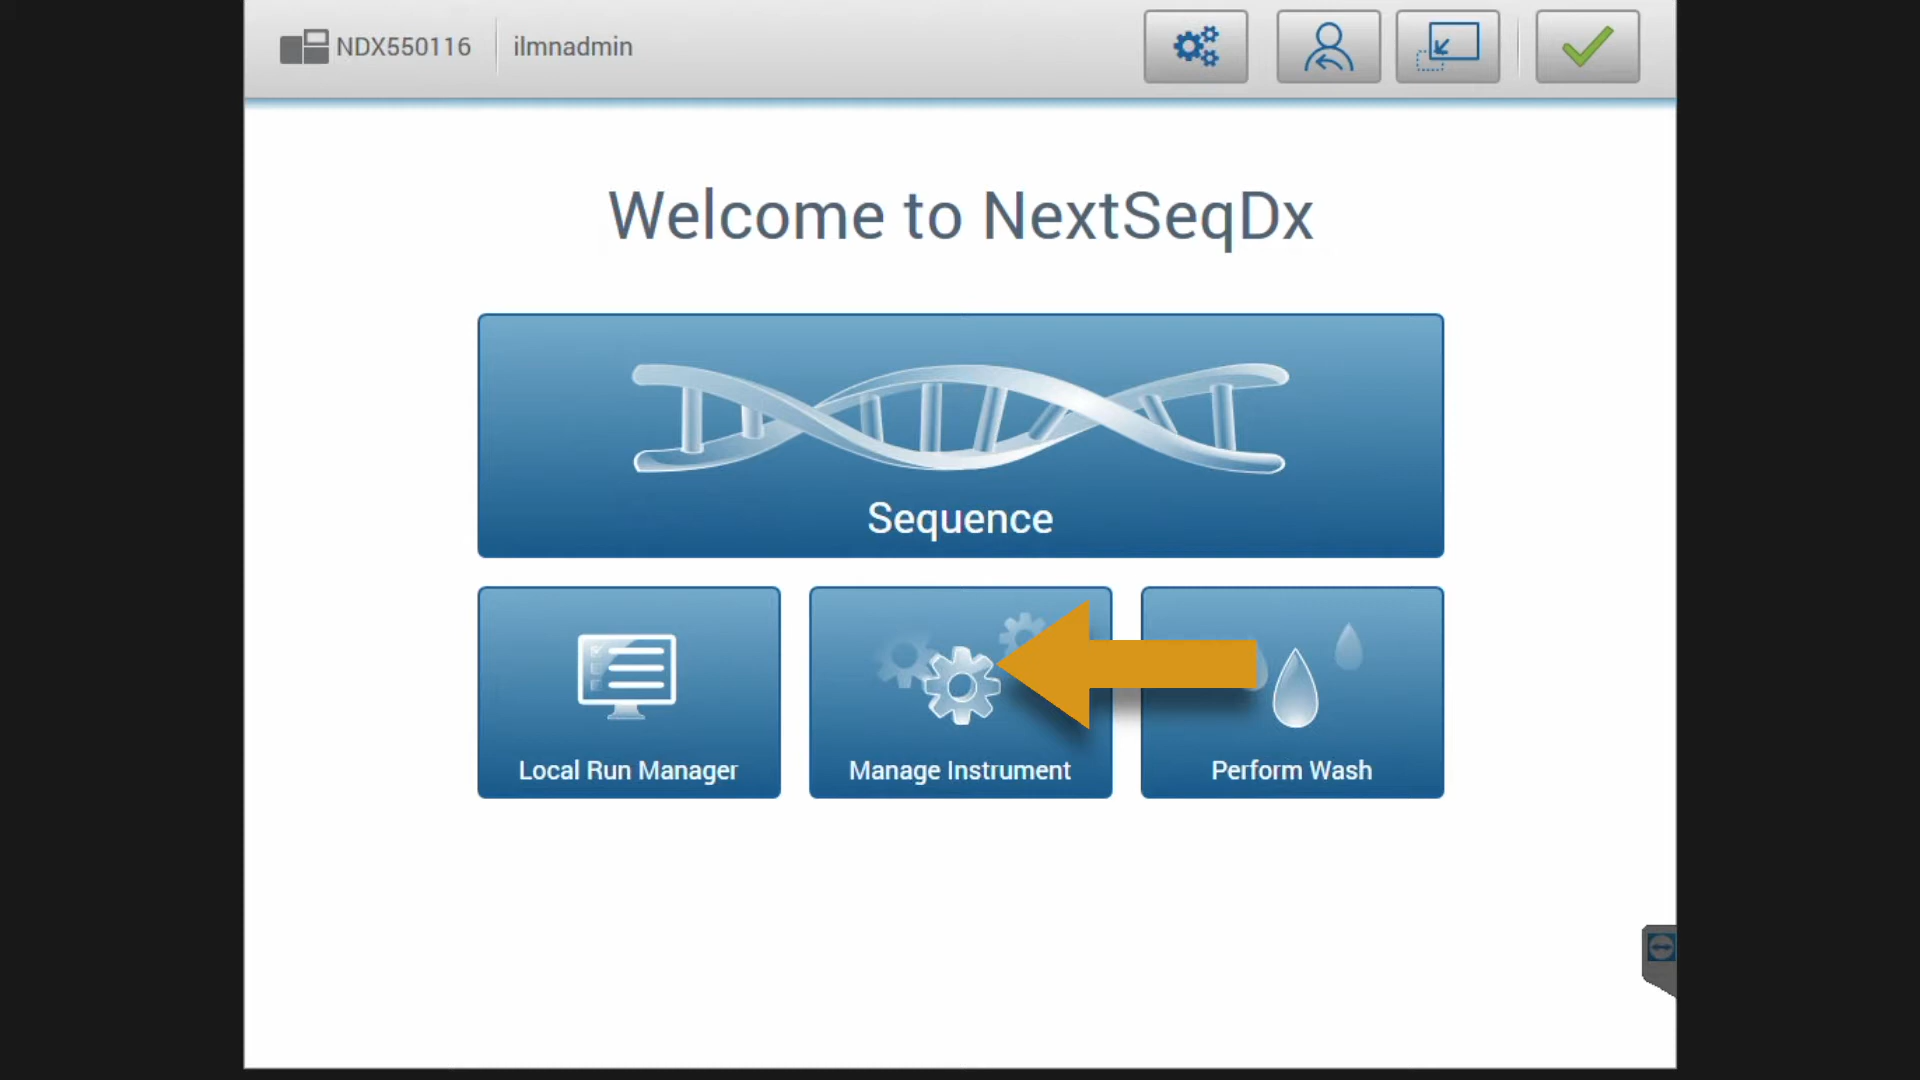 NDX550116 ilmnadmin
Welcome to NextSeqDx
Sequence
Local Run Manager
Manage Instrument
Perform Wash